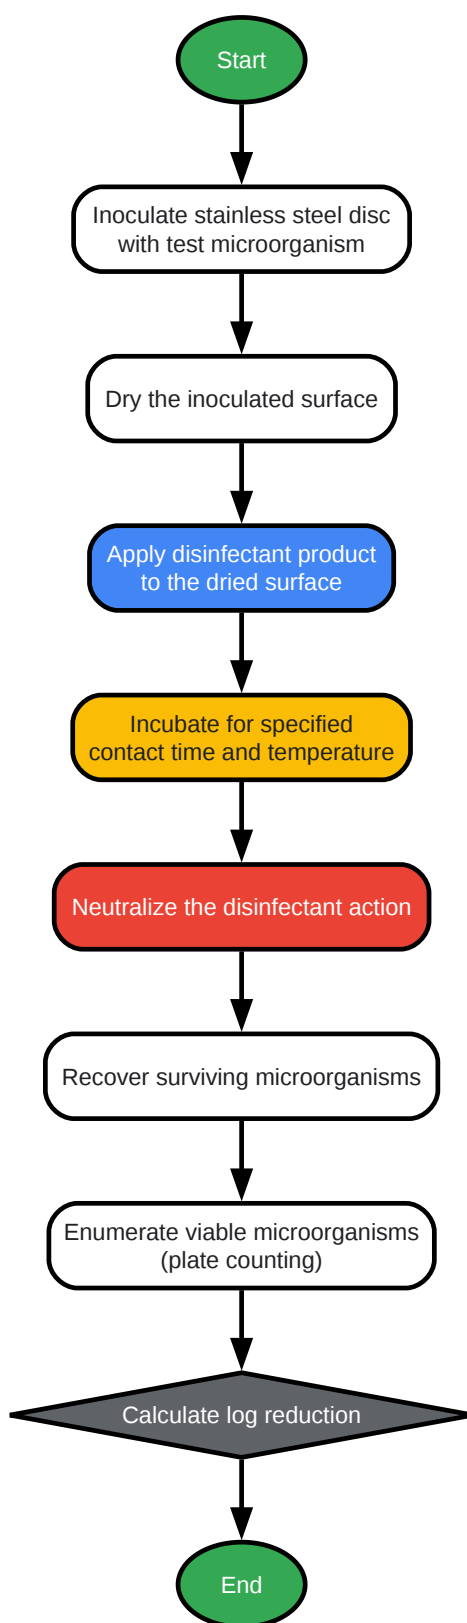 Start
Inoculate stainless steel disc
with test microorganism
Dry the inoculated surface
Apply disinfectant product
to the dried surface
Incubate for specified
contact time and temperature
Neutralize the disinfectant action
Recover surviving microorganisms
Enumerate viable microorganisms
(plate counting)
Calculate log reduction
End